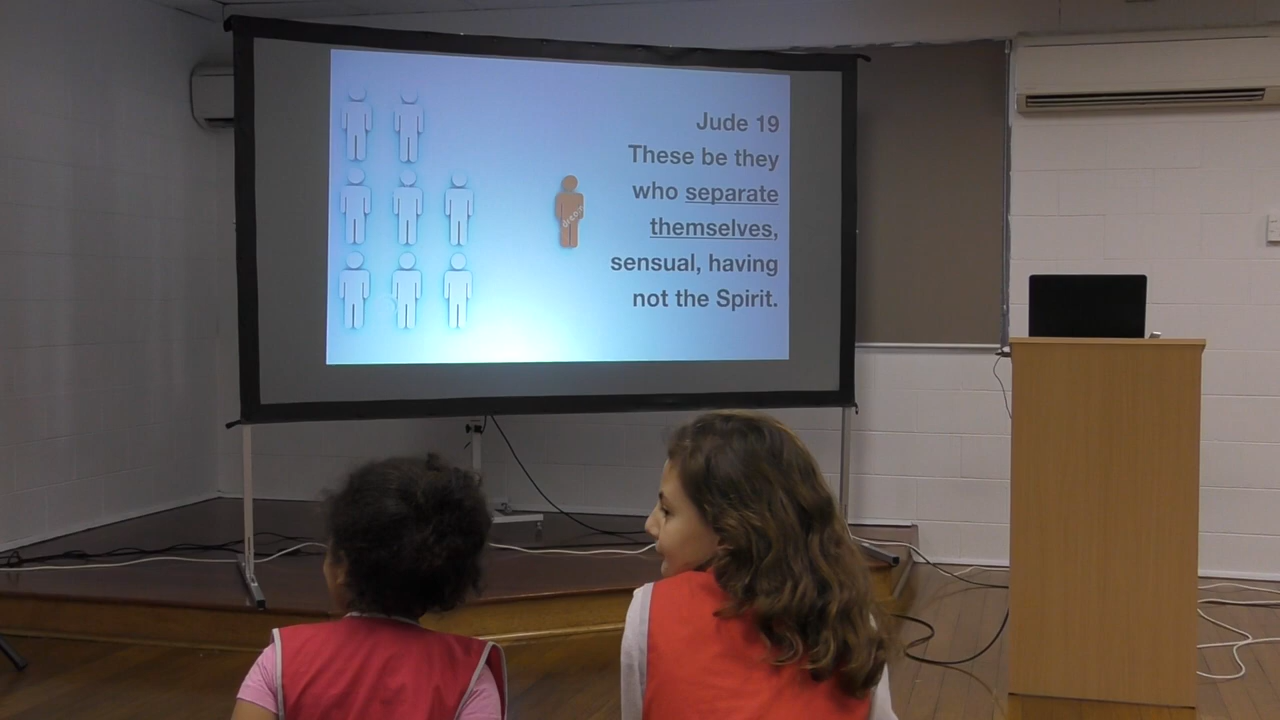 Jude 19
These be they
who separate
themselves,
sensual, having
not the Spirit.